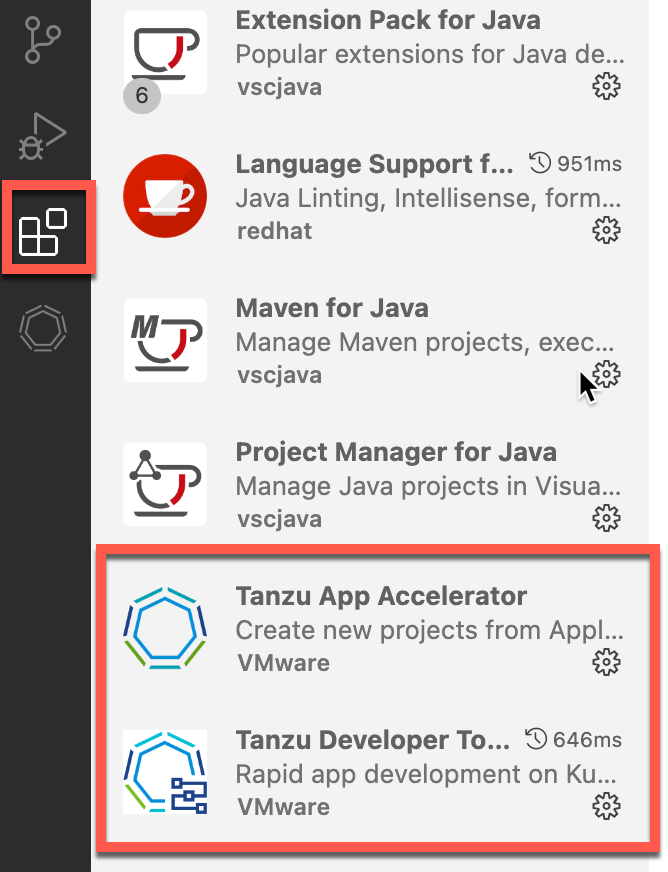 Extension Pack for Java
Popular extensions for Java de...
6
vscjava
Language Support f... 951ms
Java Linting, Intellisense, form...
redhat
M
Maven for Java
Manage Maven projects, exec...
vscjava
Project Manager for Java
Manage Java projects in Visua...
vscjava
Tanzu App Accelerator
Create new projects from Appl...
VMware
Tanzu Developer To... 646ms
Rapid app development on Ku...
VMware